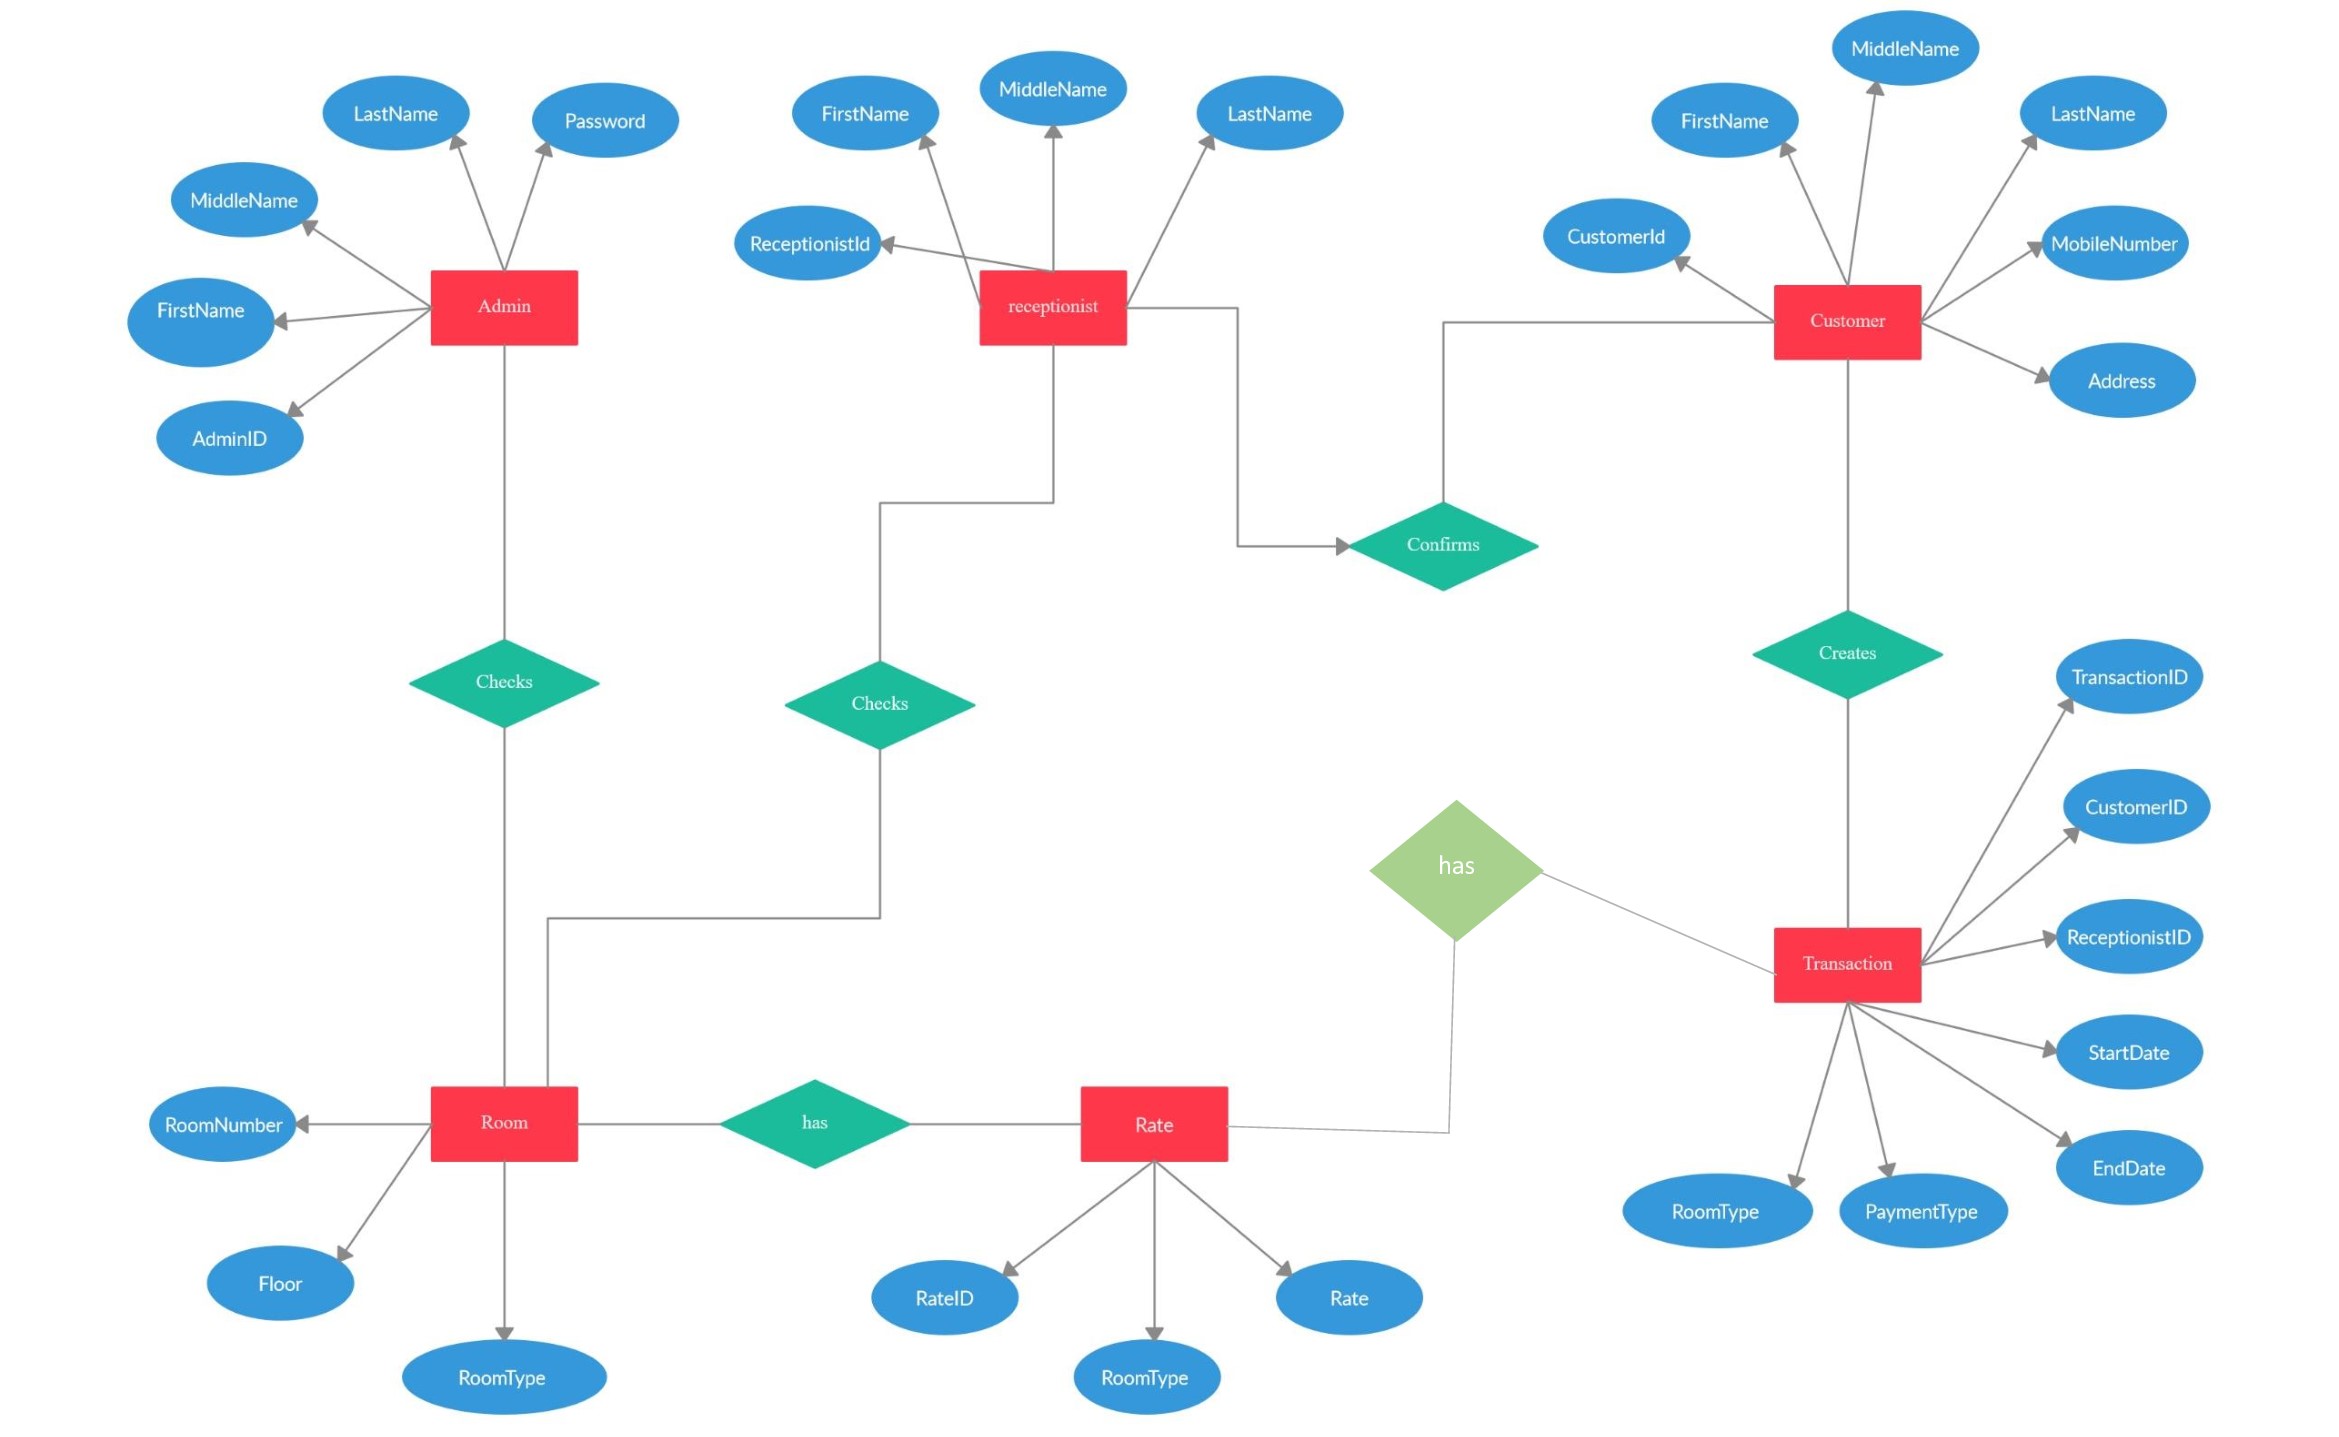 MiddleName
LastName
Password
FirstName
MiddleName
LastName
FirstName
LastName
MiddleName
CustomerId
ReceptionistId
MobileNumber
FirstName
Admin
receptionist
Customer
Address
AdminID
Confirms
Checks
Checks
Creates
TransactionID
CustomerID
has
ReceptionistID
Transaction
StartDate
RoomNumber
Room
has
Rate
EndDate
RoomType
PaymentType
Floor
RateID
Rate
RoomType
RoomType